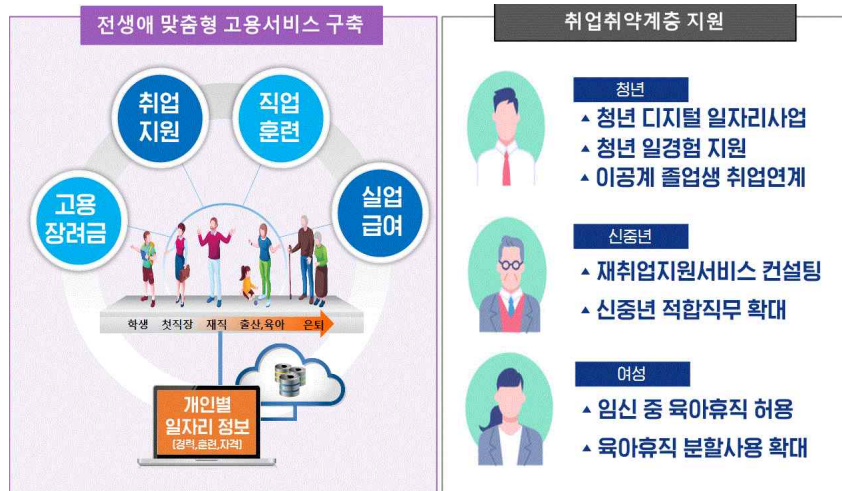 전생애 맞춤형 고용서비스 구축
취업
지원
직업
훈련
고용
장려금
실업
급여
학생 첫직장 재직 출산,육아 은퇴
개인별
일자리 정보
(경력,훈련,자격)
취업취약계층 지원
청년
▲ 청년 디지털 일자리사업
▲ 청년 일경험 지원
▲ 이공계 졸업생 취업연계
신중년
▲ 재취업지원서비스 컨설팅
▲ 신중년 적합직무 확대
여성
▲ 임신 중 육아휴직 허용
▲ 육아휴직 분할사용 확대